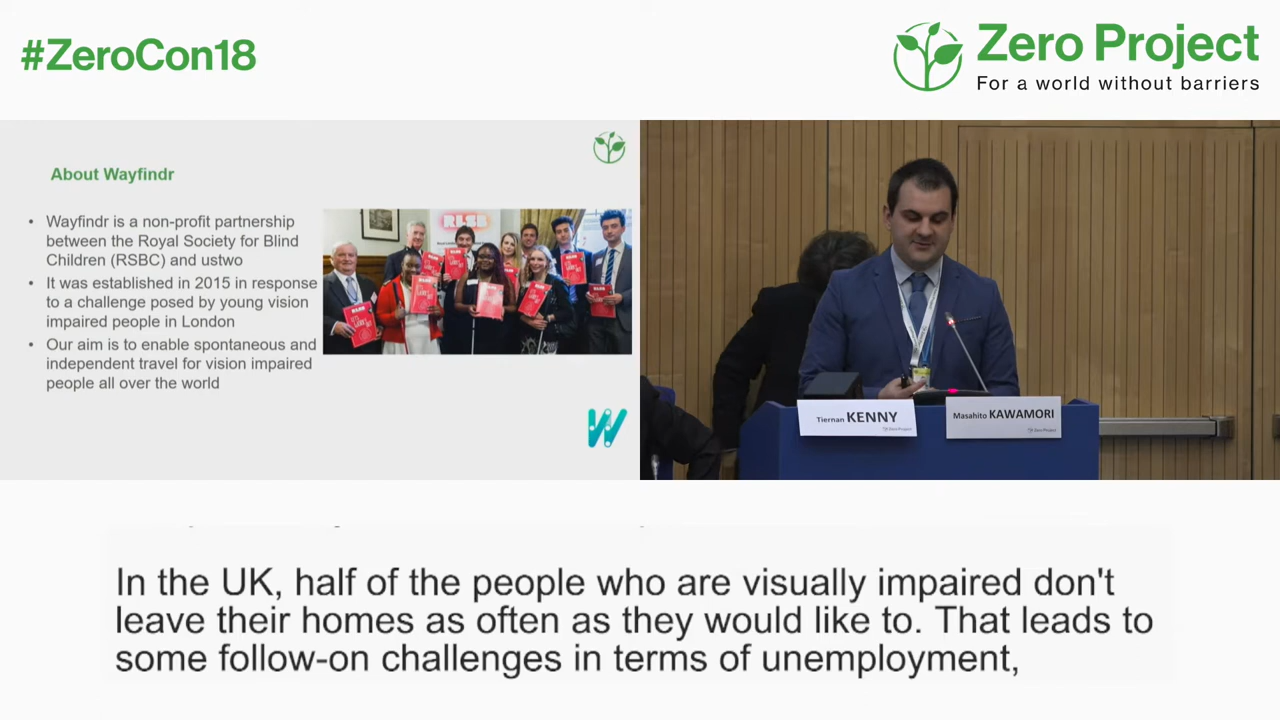 #ZeroCon18
Zero Project
For a world without barriers
About Wayfindr
• Wayfindr is a non-profit partnership
between the Royal Society for Blind
Children (RSBC) and ustwo
• It was established in 2015 in response
to a challenge posed by young vision
impaired people in London
• Our aim is to enable spontaneous and
independent travel for vision impaired
people all over the world
RLSB
W
Tiernan KENNY
Zero Project
Masahito KAWAMORI
Zero Project
In the UK, half of the people who are visually impaired don't
leave their homes as often as they would like to. That leads to
some follow-on challenges in terms of unemployment,